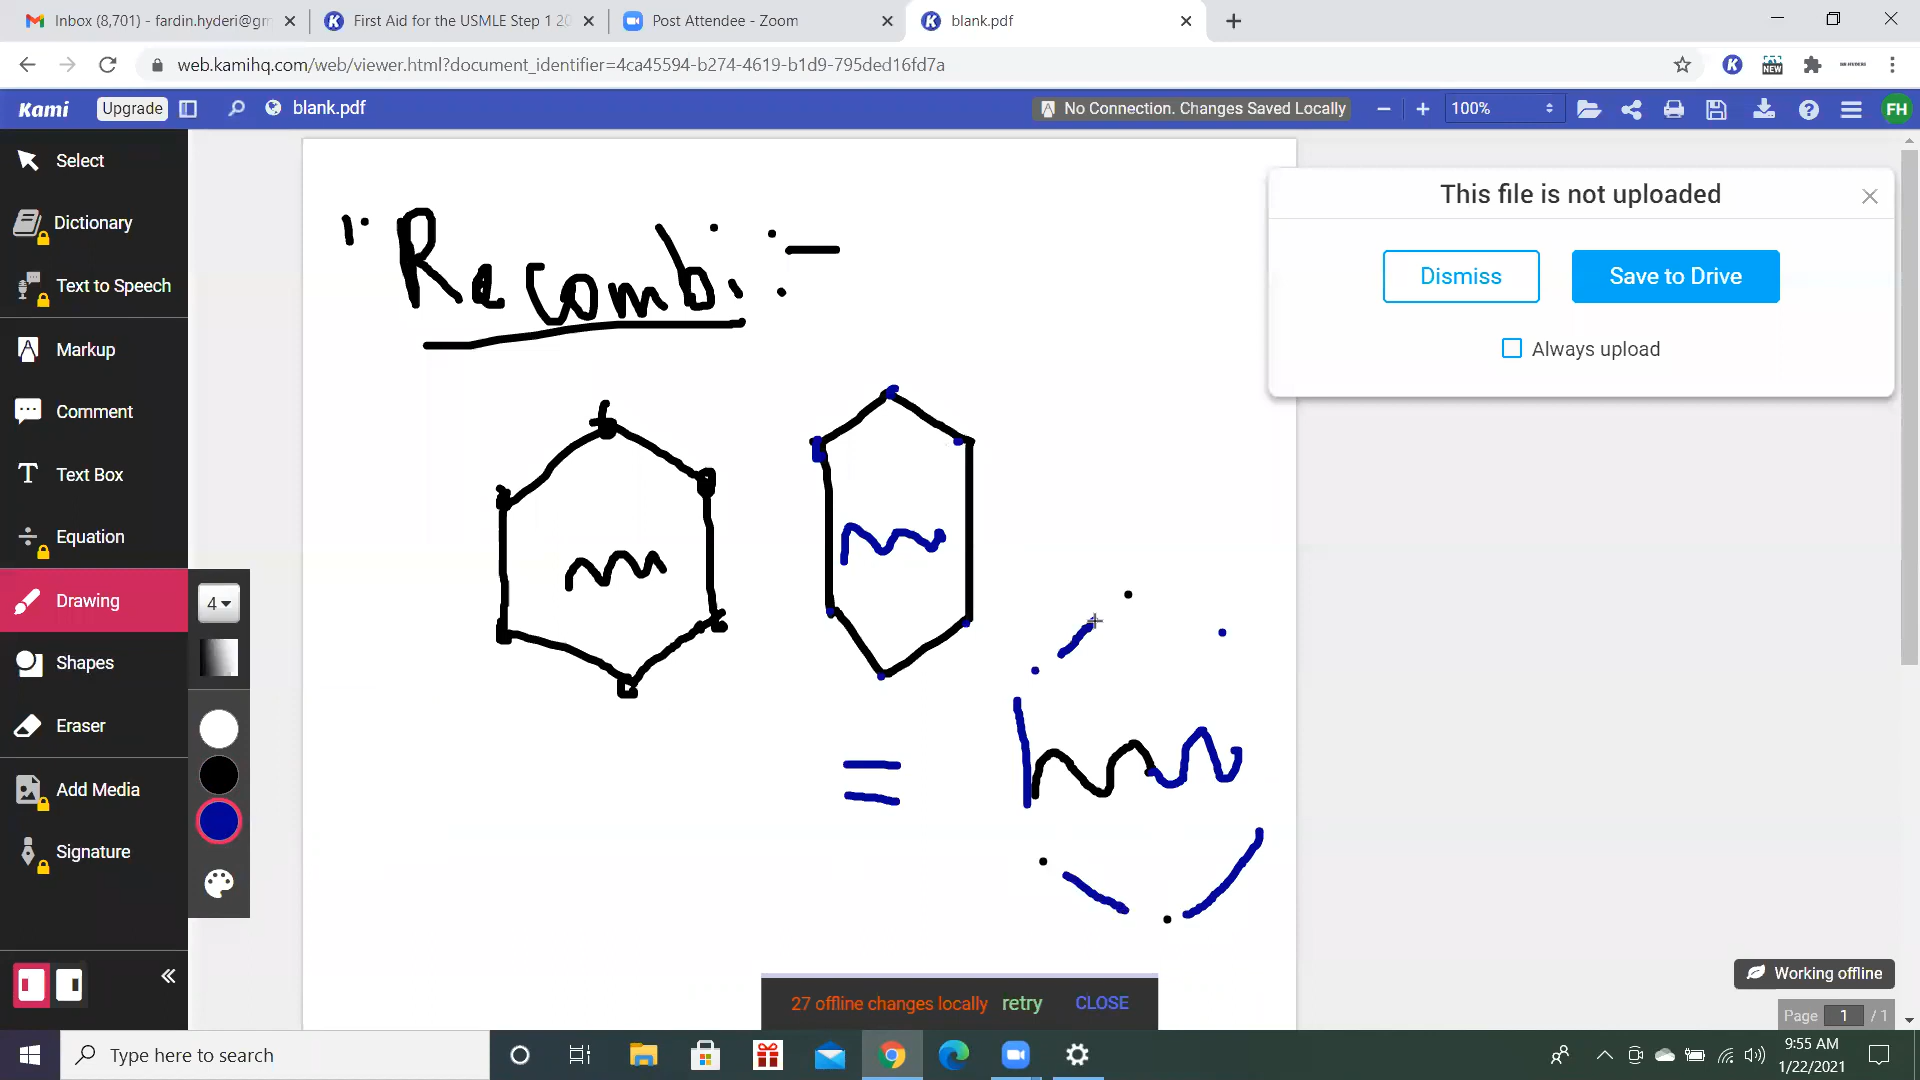 Inbox (8,701) - fardin.hyderi@gm
First Aid for the USMLE Step 1 20
Post Attendee - Zoom
blank.pdf
web.kamihq.com/web/viewer.html?document_identifier=4ca45594-b274-4619-b1d9-795ded16fd7a
NEW
Kami
Upgrade
blank.pdf
No Connection. Changes Saved Locally
100%
FH
Select
Dictionary
Text to Speech
Markup
Comment
Text Box
Equation
Drawing
4
Shapes
Eraser
Add Media
Signature
Recombi :-
=
This file is not uploaded
Dismiss
Save to Drive
Always upload
27 offline changes locally retry CLOSE
Working offline
Page 1 / 1
Type here to search
9:55 AM
1/22/2021